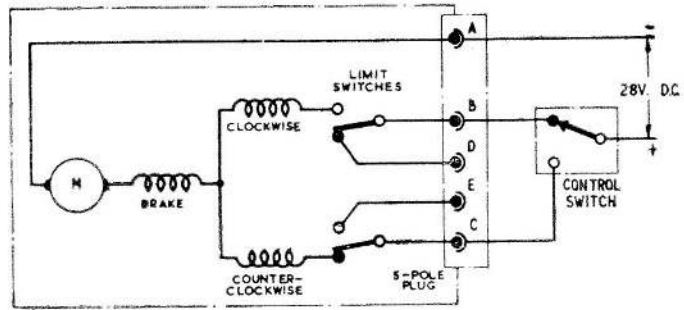 A
-
LIMIT
SWITCHES
28V. D.C.
B
CLOCKWISE
D
+
M
E
CONTROL
SWITCH
BRAKE
C
COUNTER-
CLOCKWISE
5-POLE
PLUG